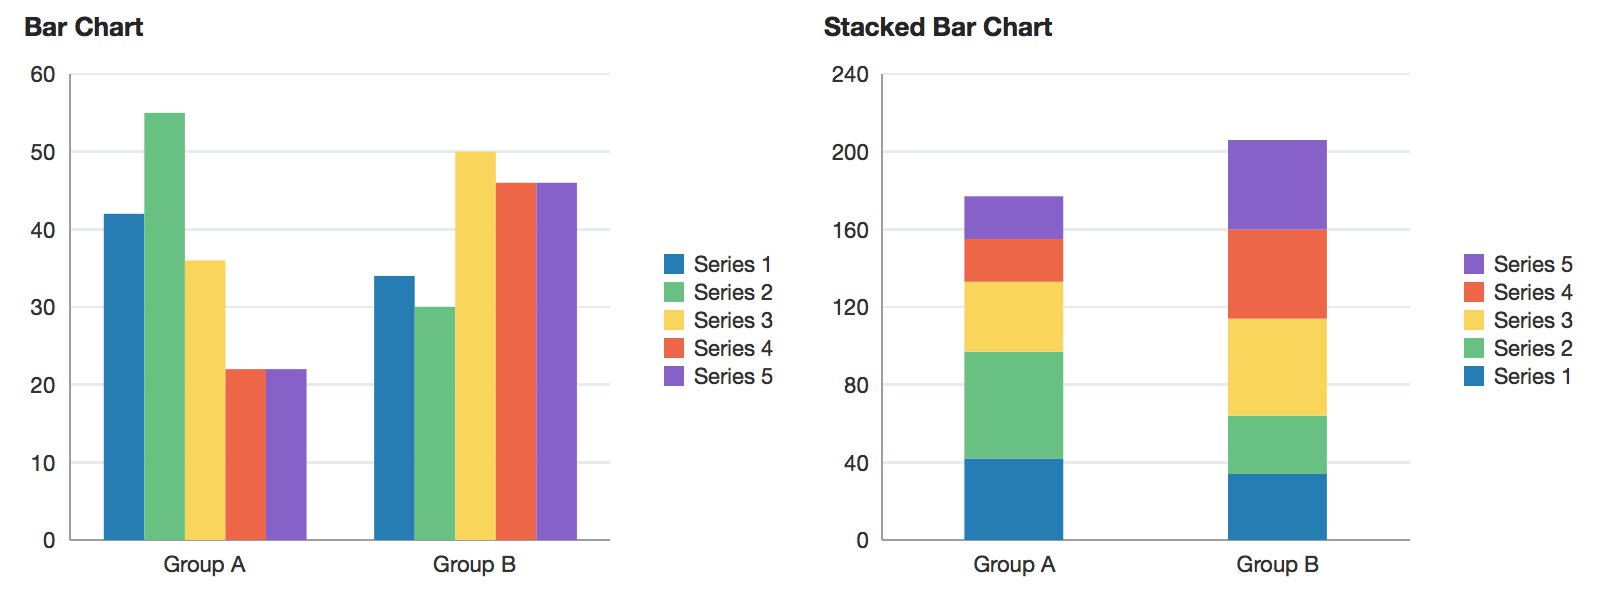 Bar Chart
60
50
40
30
20
10
0
Group A
Group B
Series 1
Series 2
Series 3
Series 4
Series 5
Stacked Bar Chart
240
200
160
120
80
40
0
Group A
Group B
Series 5
Series 4
Series 3
Series 2
Series 1